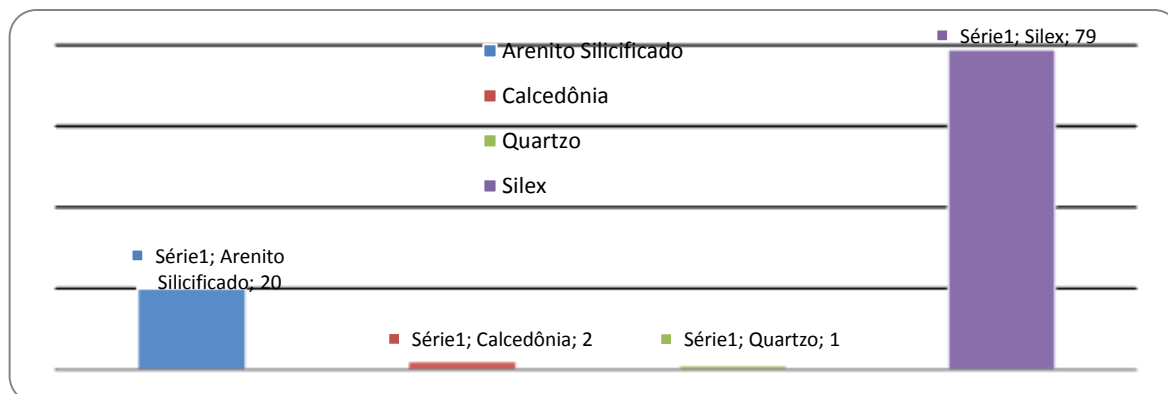 Série1; Silex; 79
Arenito Silicificado
Calcedônia
Quartzo
Silex
Série1; Arenito
Silicificado; 20
Série1; Calcedônia; 2
Série1; Quartzo; 1